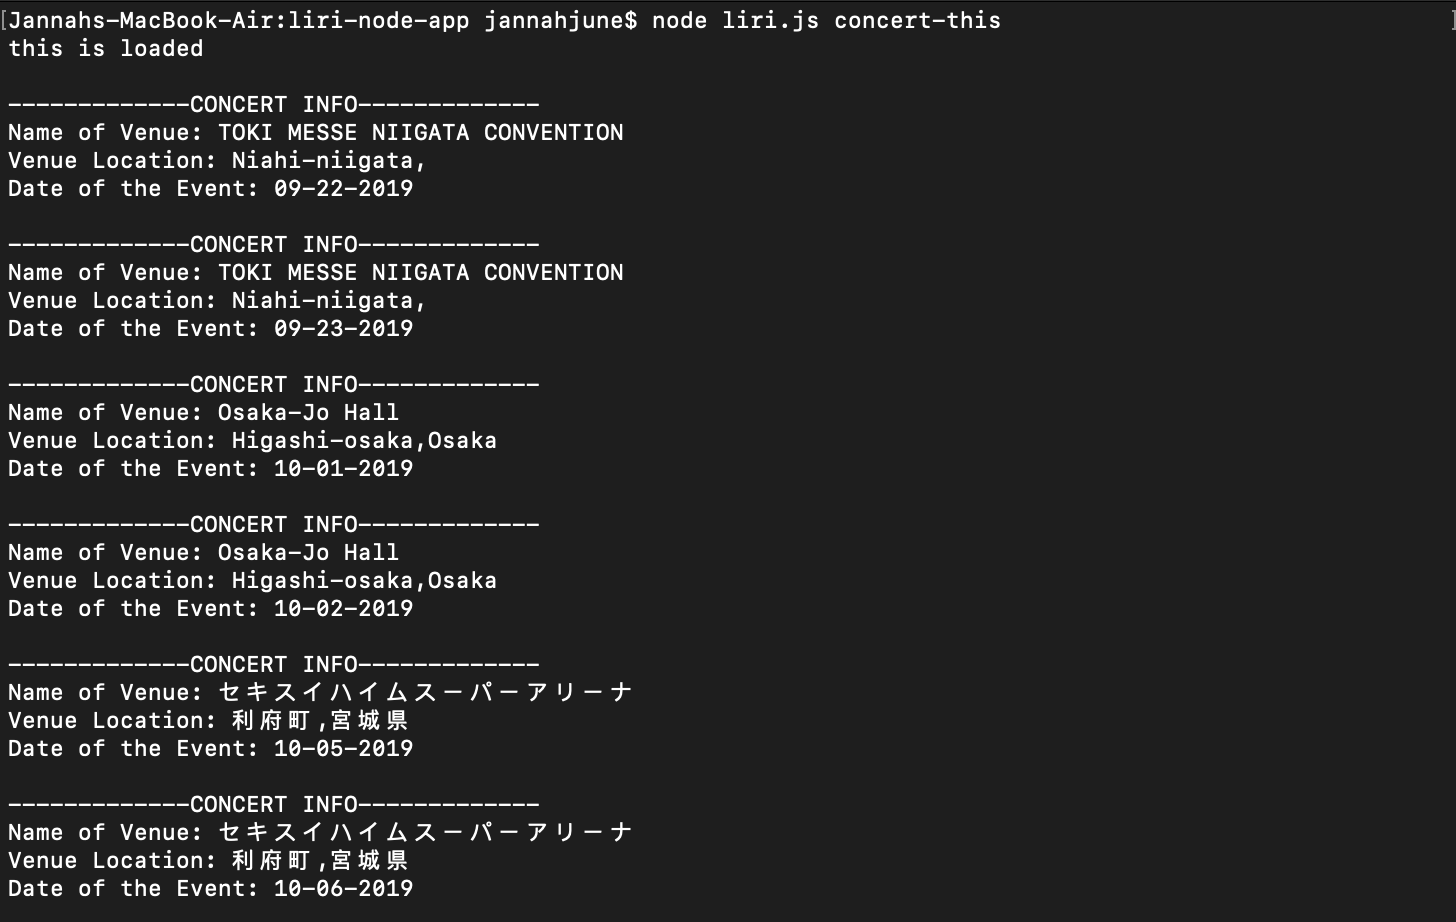 [Jannahs-MacBook-Air:liri-node-app jannahjune$ node liri.js concert-this ]
this is loaded
-------------CONCERT INFO-------------
Name of Venue: TOKI MESSE NIIGATA CONVENTION
Venue Location: Niahi-niigata,
Date of the Event: 09-22-2019
-------------CONCERT INFO-------------
Name of Venue: TOKI MESSE NIIGATA CONVENTION
Venue Location: Niahi-niigata,
Date of the Event: 09-23-2019
-------------CONCERT INFO-------------
Name of Venue: Osaka-Jo Hall
Venue Location: Higashi-osaka,Osaka
Date of the Event: 10-01-2019
-------------CONCERT INFO-------------
Name of Venue: Osaka-Jo Hall
Venue Location: Higashi-osaka,Osaka
Date of the Event: 10-02-2019
-------------CONCERT INFO-------------
Name of Venue: セキスイハイムスーパーアリーナ
Venue Location: 利府町,宮城県
Date of the Event: 10-05-2019
-------------CONCERT INFO-------------
Name of Venue: セキスイハイムスーパーアリーナ
Venue Location: 利府町,宮城県
Date of the Event: 10-06-2019